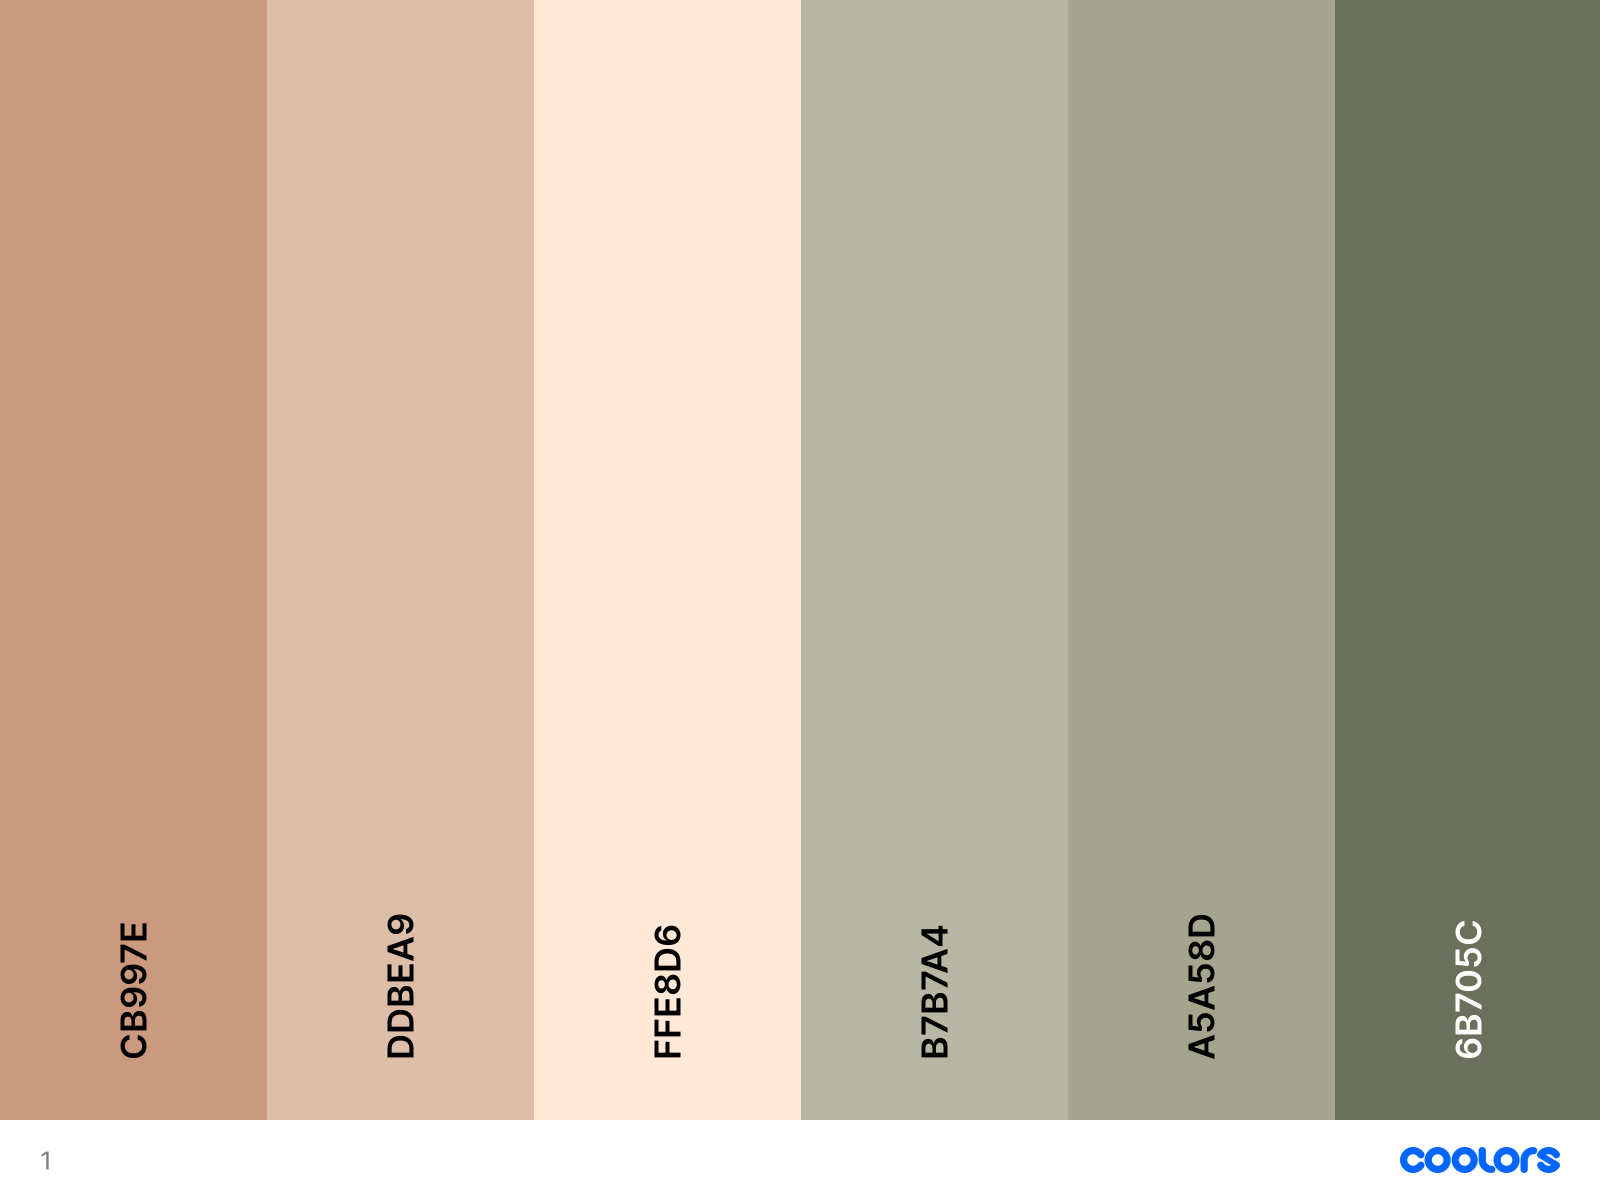 CB997E
DDBEA9
FFE8D6
B7B7A4
A5A58D
6B705C
1
coolors